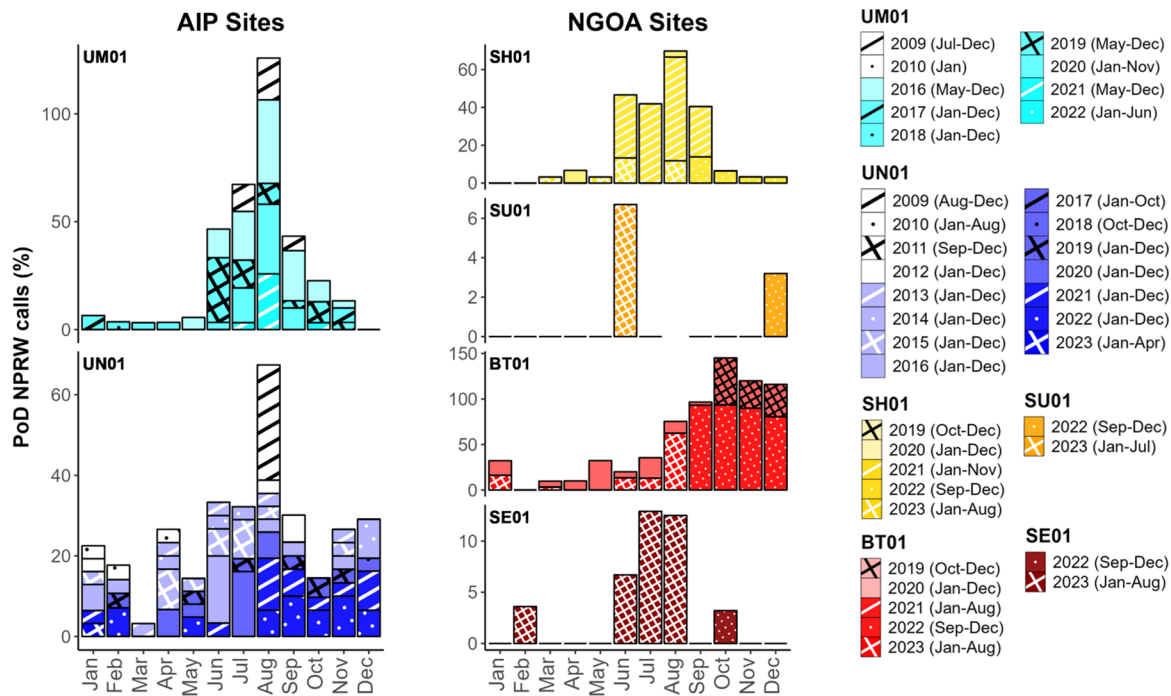 AIP Sites
NGOA Sites
PoD NPRW calls (%)
UM01
100
50
0
UN01
60
40
20
0
Jan
Feb
Mar
Apr
May
Jun
Jul
Aug
Sep
Oct
Nov
Dec
SH01
60
40
20
0
SU01
6
4
2
0
BT01
150
100
50
0
SE01
10
5
0
Jan
Feb
Mar
Apr
May
Jun
Jul
Aug
Sep
Oct
Nov
Dec
UM01
2009 (Jul-Dec)
2010 (Jan)
2016 (May-Dec)
2017 (Jan-Dec)
2018 (Jan-Dec)
2019 (May-Dec)
2020 (Jan-Nov)
2021 (May-Dec)
2022 (Jan-Jun)
UN01
2009 (Aug-Dec)
2010 (Jan-Aug)
2011 (Sep-Dec)
2012 (Jan-Dec)
2013 (Jan-Dec)
2014 (Jan-Dec)
2015 (Jan-Dec)
2016 (Jan-Dec)
2017 (Jan-Oct)
2018 (Oct-Dec)
2019 (Jan-Dec)
2020 (Jan-Dec)
2021 (Jan-Dec)
2022 (Jan-Dec)
2023 (Jan-Apr)
SH01
2019 (Oct-Dec)
2020 (Jan-Dec)
2021 (Jan-Nov)
2022 (Sep-Dec)
2023 (Jan-Aug)
SU01
2022 (Sep-Dec)
2023 (Jan-Jul)
BT01
2019 (Oct-Dec)
2020 (Jan-Dec)
2021 (Jan-Aug)
2022 (Sep-Dec)
2023 (Jan-Aug)
SE01
2022 (Sep-Dec)
2023 (Jan-Aug)